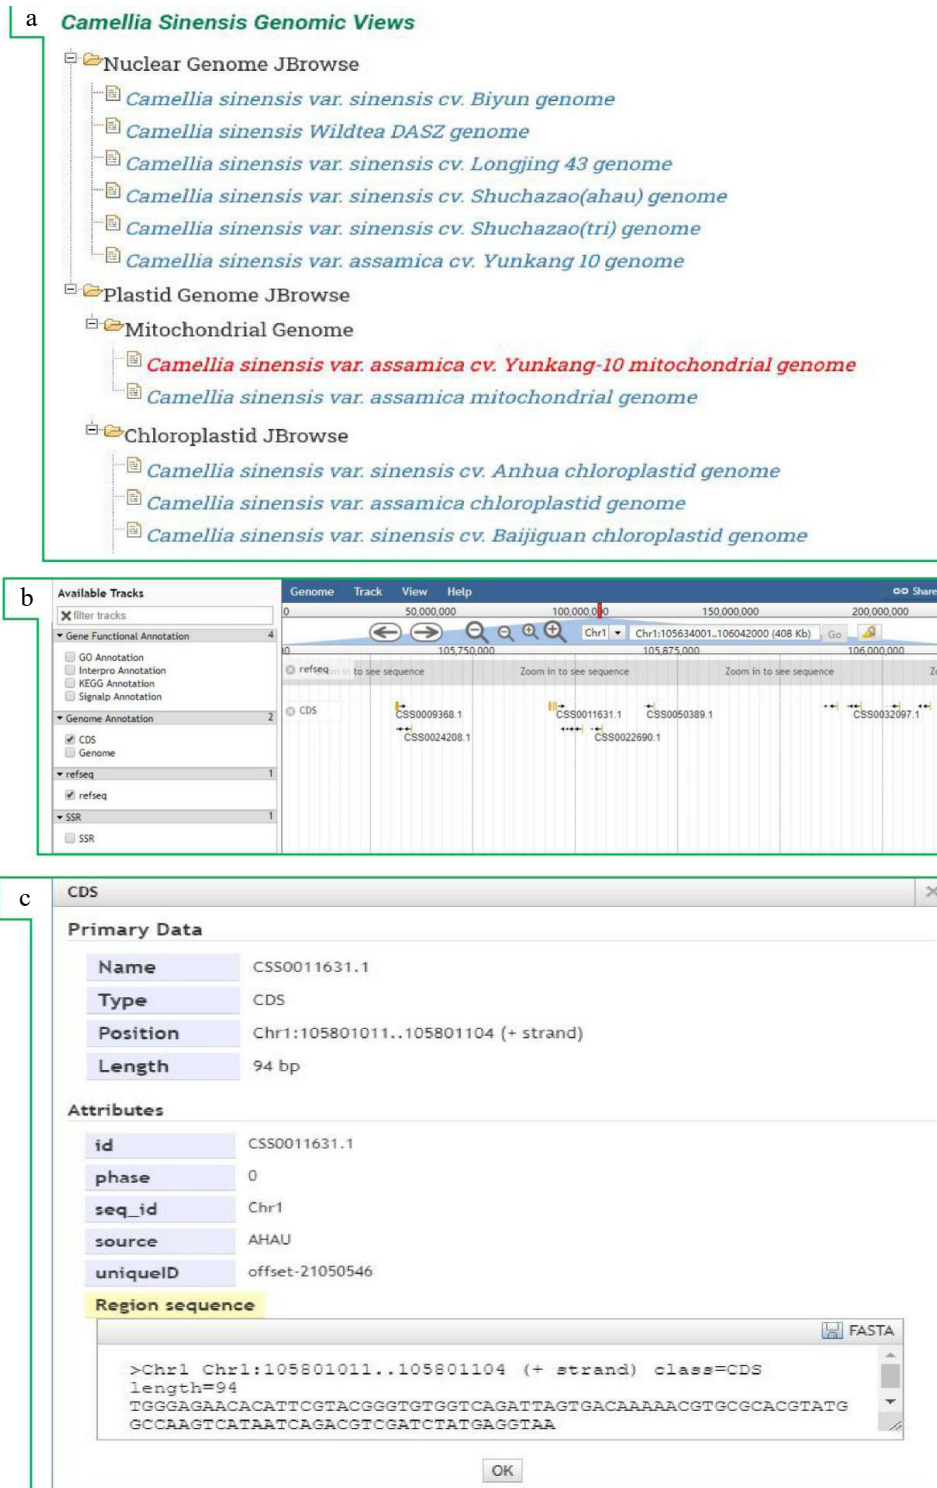 a
Camellia Sinensis Genomic Views
Nuclear Genome JBrowse
Camellia sinensis var. sinensis cv. Biyun genome
Camellia sinensis Wildtea DASZ genome
Camellia sinensis var. sinensis cv. Longjing 43 genome
Camellia sinensis var. sinensis cv. Shuchazao(ahau) genome
Camellia sinensis var. sinensis cv. Shuchazao(tri) genome
Camellia sinensis var. assamica cv. Yunkang 10 genome
Plastid Genome JBrowse
Mitochondrial Genome
Camellia sinensis var. assamica cv. Yunkang-10 mitochondrial genome
Camellia sinensis var. assamica mitochondrial genome
Chloroplastid JBrowse
Camellia sinensis var. sinensis cv. Anhua chloroplastid genome
Camellia sinensis var. assamica chloroplastid genome
Camellia sinensis var. sinensis cv. Baijiguan chloroplastid genome
b
Available Tracks
filter tracks
Gene Functional Annotation 4
GO Annotation
Interpro Annotation
KEGG Annotation
Signalp Annotation
Genome Annotation 2
CDS
Genome
refseq 1
refseq
SSR 1
SSR
Genome Track View Help Share
0 50,000,000 100,000,000 150,000,000 200,000,000
Chr1 Chr1:105634001..106042000 (408 Kb) Go
105,750,000 105,875,000 106,000,000
refseq to see sequence Zoom in to see sequence Zoom in to see sequence
CDS
CSS0009368.1 CSS0011631.1 CSS0050389.1 CSS0032097.1
CSS0024208.1 CSS0022690.1
c
CDS
Primary Data
Name CSS0011631.1
Type CDS
Position Chr1:105801011..105801104 (+ strand)
Length 94 bp
Attributes
id CSS0011631.1
phase 0
seq_id Chr1
source AHAU
uniqueID offset-21050546
Region sequence
FASTA
>Chr1 Chr1:105801011..105801104 (+ strand) class=CDS
length=94
TGGGAGAACACATTCGTACGGGTGTGGTCAGATTAGTGACAAAAACGTGCGCACGTATG
GCCAAGTCATAATCAGACGTCGATCTATGAGGTAA
OK